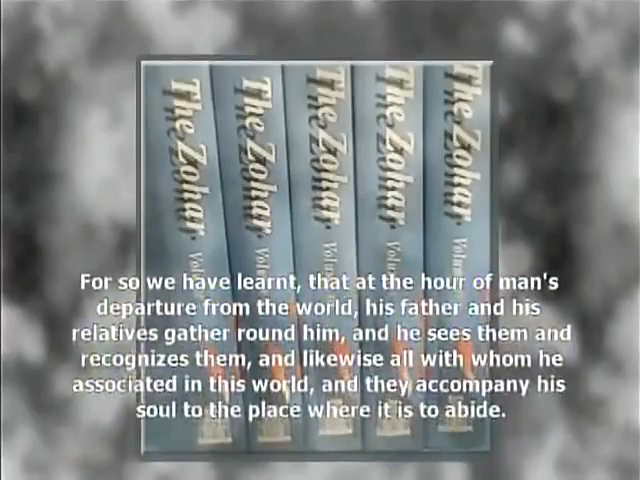 The Zohar
The Zohar
The Zohar
The Zohar
The Zohar
For so we have learnt, that at the hour of man's
departure from the world, his father and his
relatives gather round him, and he sees them and
recognizes them, and likewise all with whom he
associated in this world, and they accompany his
soul to the place where it is to abide.